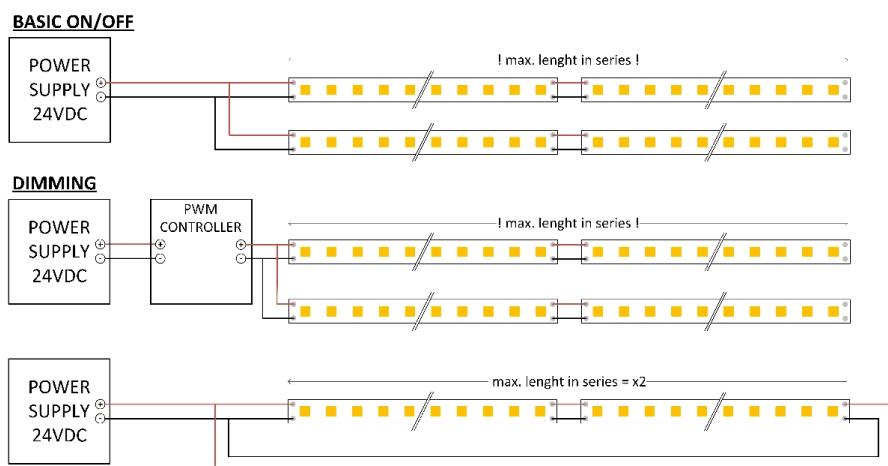 BASIC ON/OFF
POWER
SUPPLY
24VDC
+
-
! max. lenght in series !
DIMMING
POWER
SUPPLY
24VDC
+
-
PWM
CONTROLLER
+
-
+
-
! max. lenght in series !
POWER
SUPPLY
24VDC
+
-
max. lenght in series = x2